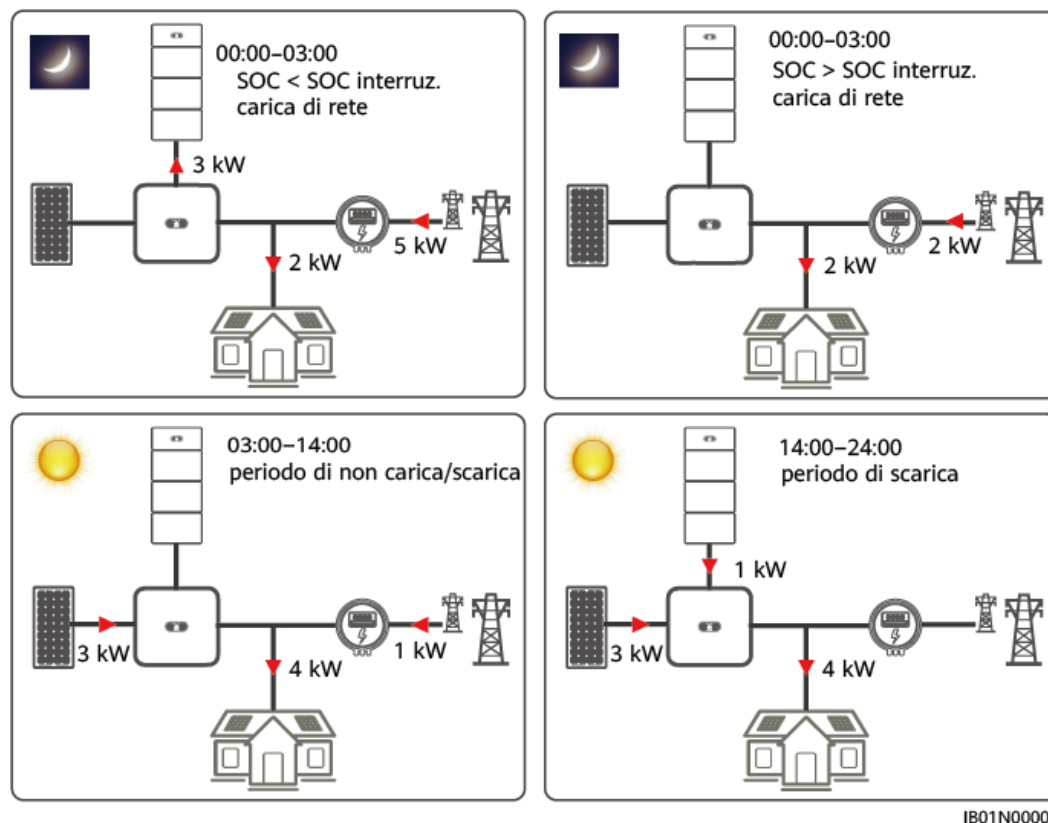 00:00–03:00
SOC < SOC interruz.
carica di rete
3 kW
2 kW
5 kW
00:00–03:00
SOC > SOC interruz.
carica di rete
2 kW
2 kW
03:00–14:00
periodo di non carica/scarica
3 kW
4 kW
1 kW
14:00–24:00
periodo di scarica
1 kW
3 kW
4 kW
IB01N0000